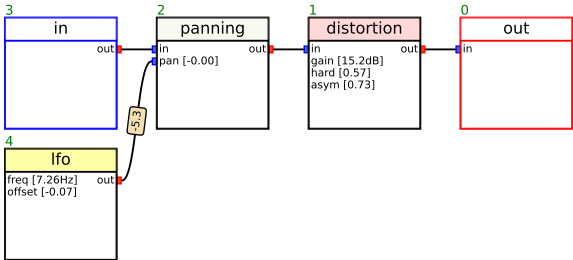 3
in
out
2
panning
in
out
pan [-0.00]
1
distortion
in
out
gain [15.2dB]
hard [0.57]
asym [0.73]
0
out
in
-5.3
4
lfo
freq [7.26Hz]
out
offset [-0.07]